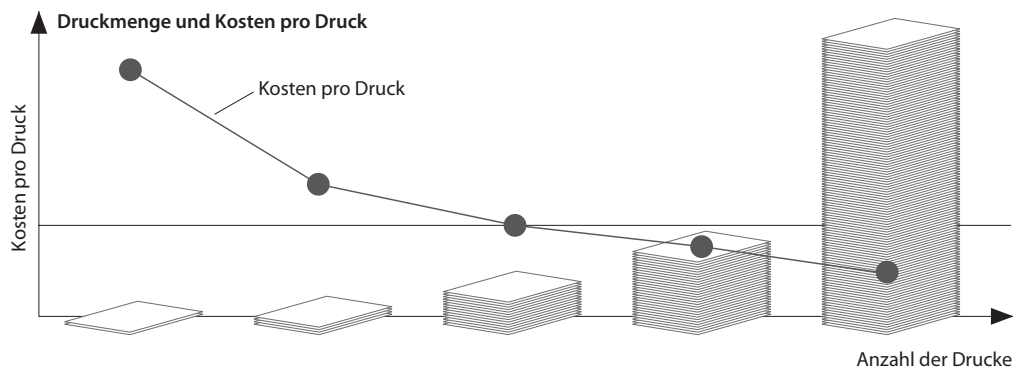 Druckmenge und Kosten pro Druck
Kosten pro Druck
Kosten pro Druck
Anzahl der Drucke